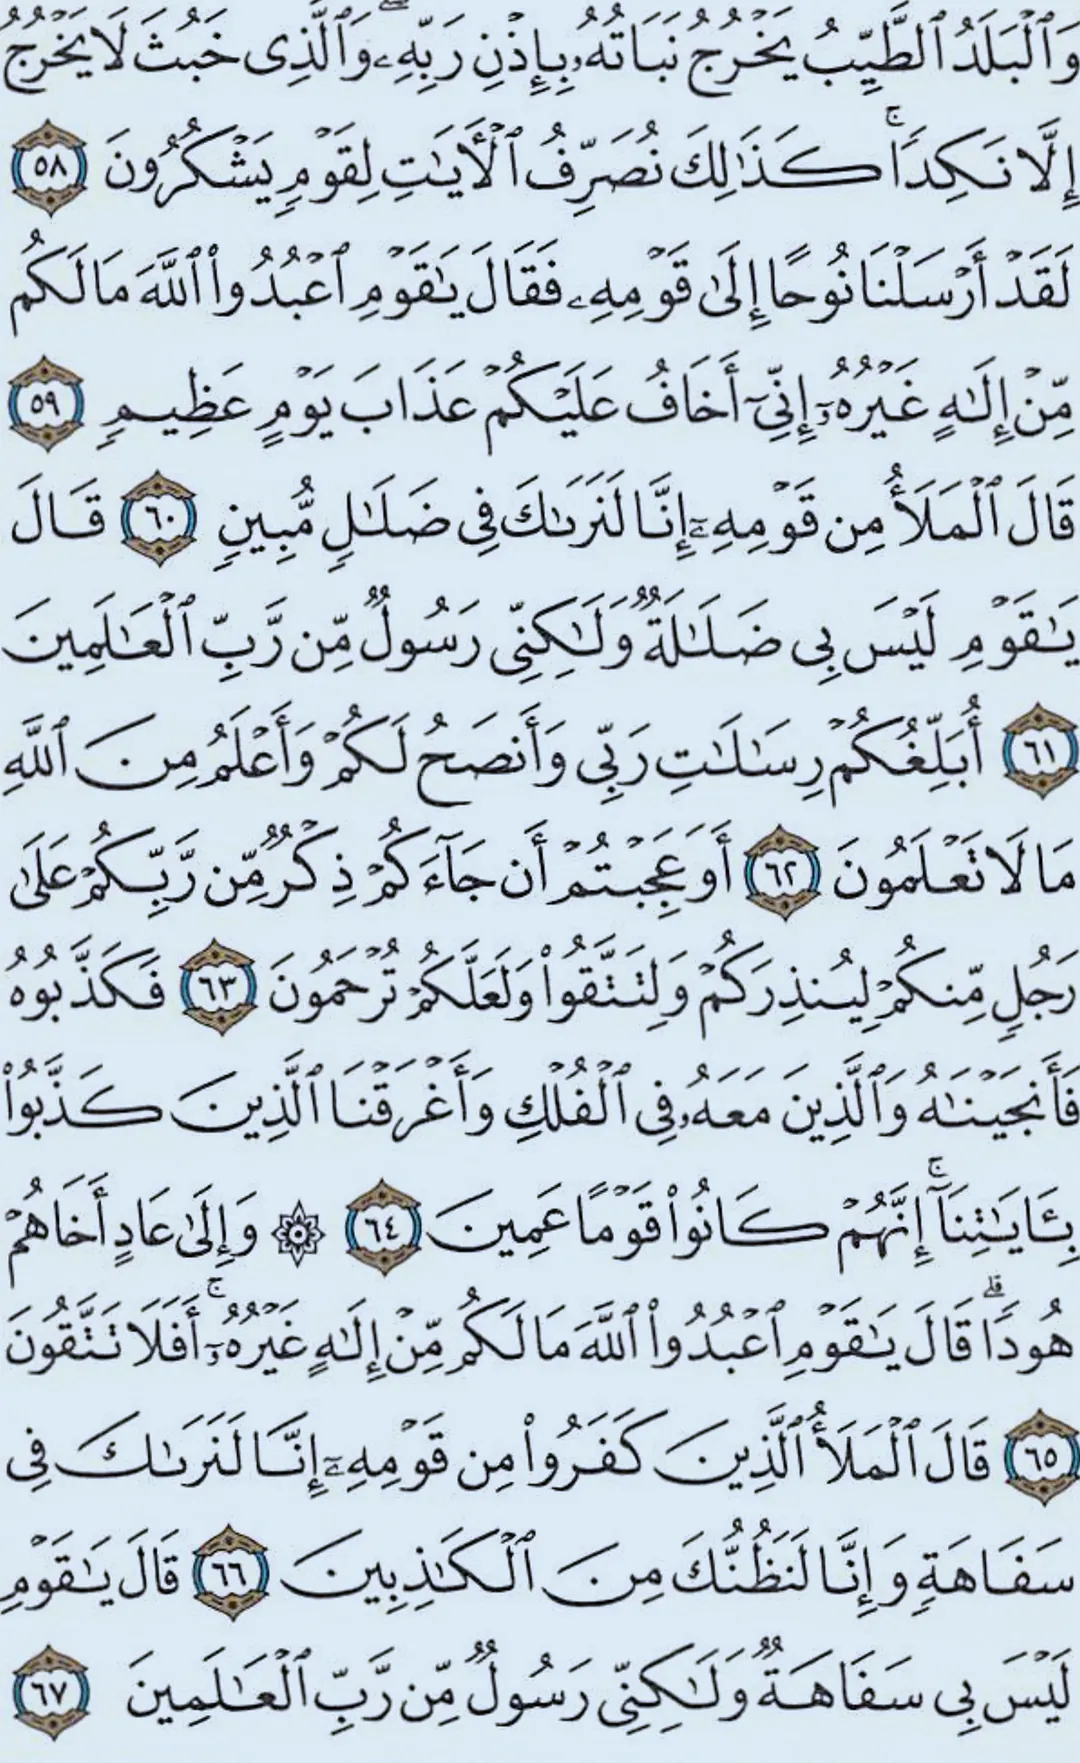 وَٱلْبَلَدُ ٱلطَّيِّبُ يَخْرُجُ نَبَاتُهُۥ بِإِذْنِ رَبِّهِۦ ۖ وَٱلَّذِى خَبُثَ لَا يَخْرُجُ
إِلَّا نَكِدًا ۚ كَذَٰلِكَ نُصَرِّفُ ٱلْأَيَـٰتِ لِقَوْمٍ يَشْكُرُونَ ٥٨
لَقَدْ أَرْسَلْنَا نُوحًا إِلَىٰ قَوْمِهِۦ فَقَالَ يَـٰقَوْمِ ٱعْبُدُوا۟ ٱللَّهَ مَا لَكُم
مِّنْ إِلَـٰهٍ غَيْرُهُۥٓ إِنِّىٓ أَخَافُ عَلَيْكُمْ عَذَابَ يَوْمٍ عَظِيمٍ ٥٩
قَالَ ٱلْمَلَأُ مِن قَوْمِهِۦٓ إِنَّا لَنَرَىٰكَ فِى ضَلَـٰلٍ مُّبِينٍ ٦٠ قَالَ
يَـٰقَوْمِ لَيْسَ بِى ضَلَـٰلَةٌ وَلَـٰكِنِّى رَسُولٌ مِّن رَّبِّ ٱلْعَـٰلَمِينَ
٦١ أُبَلِّغُكُمْ رِسَـٰلَـٰتِ رَبِّى وَأَنصَحُ لَكُمْ وَأَعْلَمُ مِنَ ٱللَّهِ
مَا لَا تَعْلَمُونَ ٦٢ أَوَعَجِبْتُمْ أَن جَآءَكُمْ ذِكْرٌ مِّن رَّبِّكُمْ عَلَىٰ
رَجُلٍ مِّنكُمْ لِيُنذِرَكُمْ وَلِتَتَّقُوا۟ وَلَعَلَّكُمْ تُرْحَمُونَ ٦٣ فَكَذَّبُوهُ
فَأَنجَيْنَـٰهُ وَٱلَّذِينَ مَعَهُۥ فِى ٱلْفُلْكِ وَأَغْرَقْنَا ٱلَّذِينَ كَذَّبُوا۟
بِـَٔايَـٰتِنَآ ۚ إِنَّهُمْ كَانُوا۟ قَوْمًا عَمِينَ ٦٤ ۞ وَإِلَىٰ عَادٍ أَخَاهُمْ
هُودًا ۗ قَالَ يَـٰقَوْمِ ٱعْبُدُوا۟ ٱللَّهَ مَا لَكُم مِّنْ إِلَـٰهٍ غَيْرُهُۥٓ ۚ أَفَلَا تَتَّقُونَ
٦٥ قَالَ ٱلْمَلَأُ ٱلَّذِينَ كَفَرُوا۟ مِن قَوْمِهِۦٓ إِنَّا لَنَرَىٰكَ فِى
سَفَاهَةٍ وَإِنَّا لَنَظُنُّكَ مِنَ ٱلْكَـٰذِبِينَ ٦٦ قَالَ يَـٰقَوْمِ
لَيْسَ بِى سَفَاهَةٌ وَلَـٰكِنِّى رَسُولٌ مِّن رَّبِّ ٱلْعَـٰلَمِينَ ٦٧